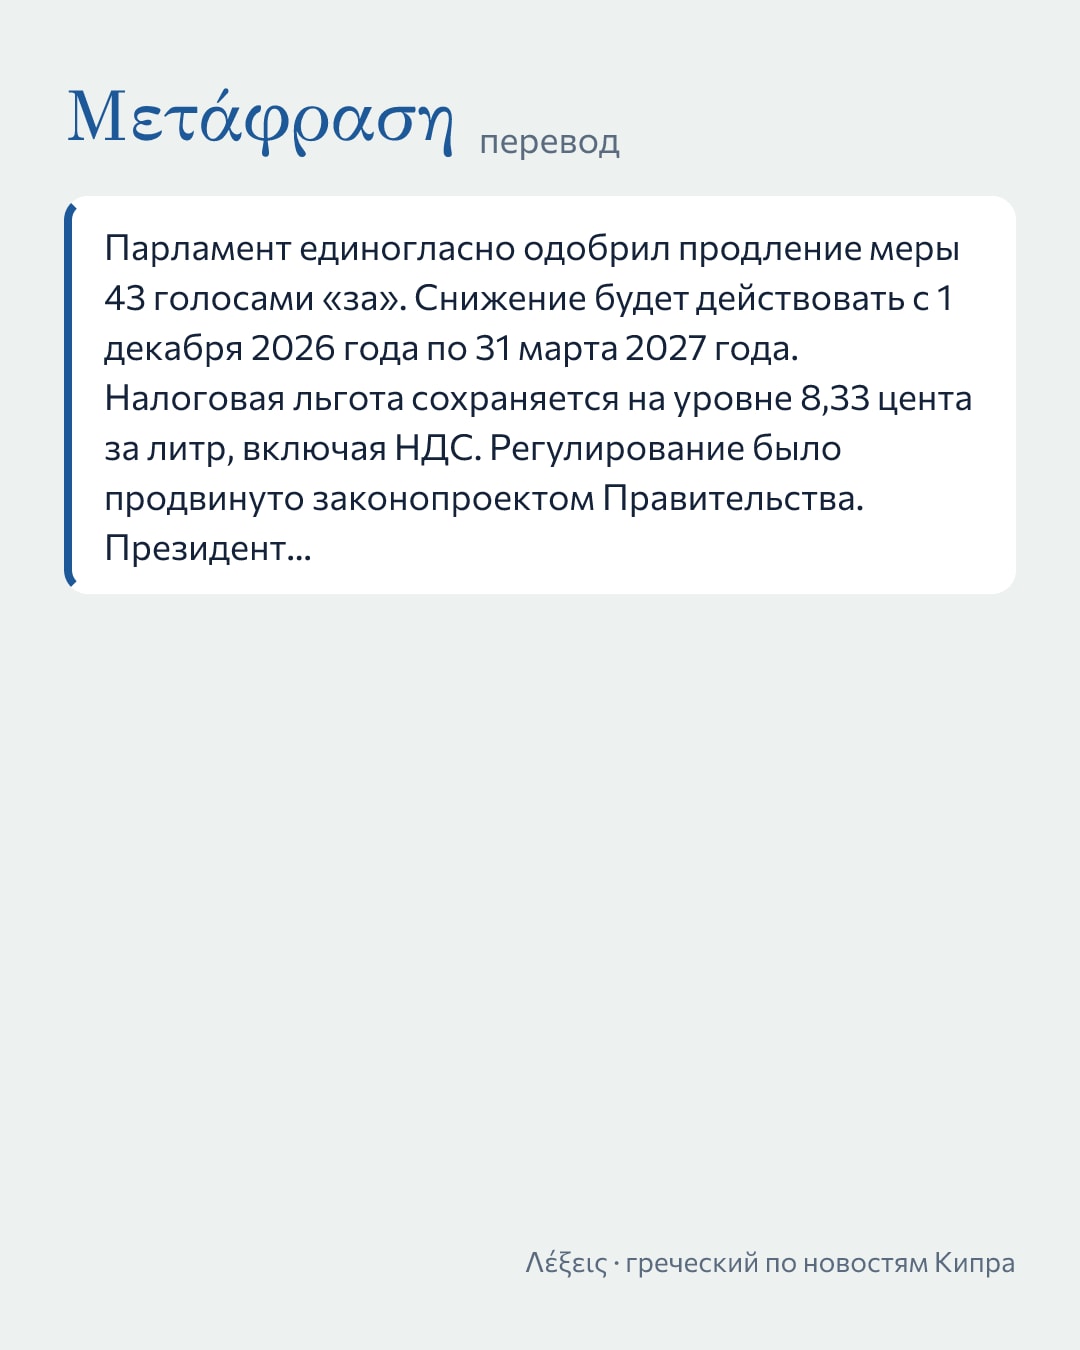 Μετάφραση перевод
Парламент единогласно одобрил продление меры
43 голосами «за». Снижение будет действовать с 1
декабря 2026 года по 31 марта 2027 года.
Налоговая льгота сохраняется на уровне 8,33 цента
за литр, включая НДС. Регулирование было
продвинуто законопроектом Правительства.
Президент...
Λέξεις · греческий по новостям Кипра